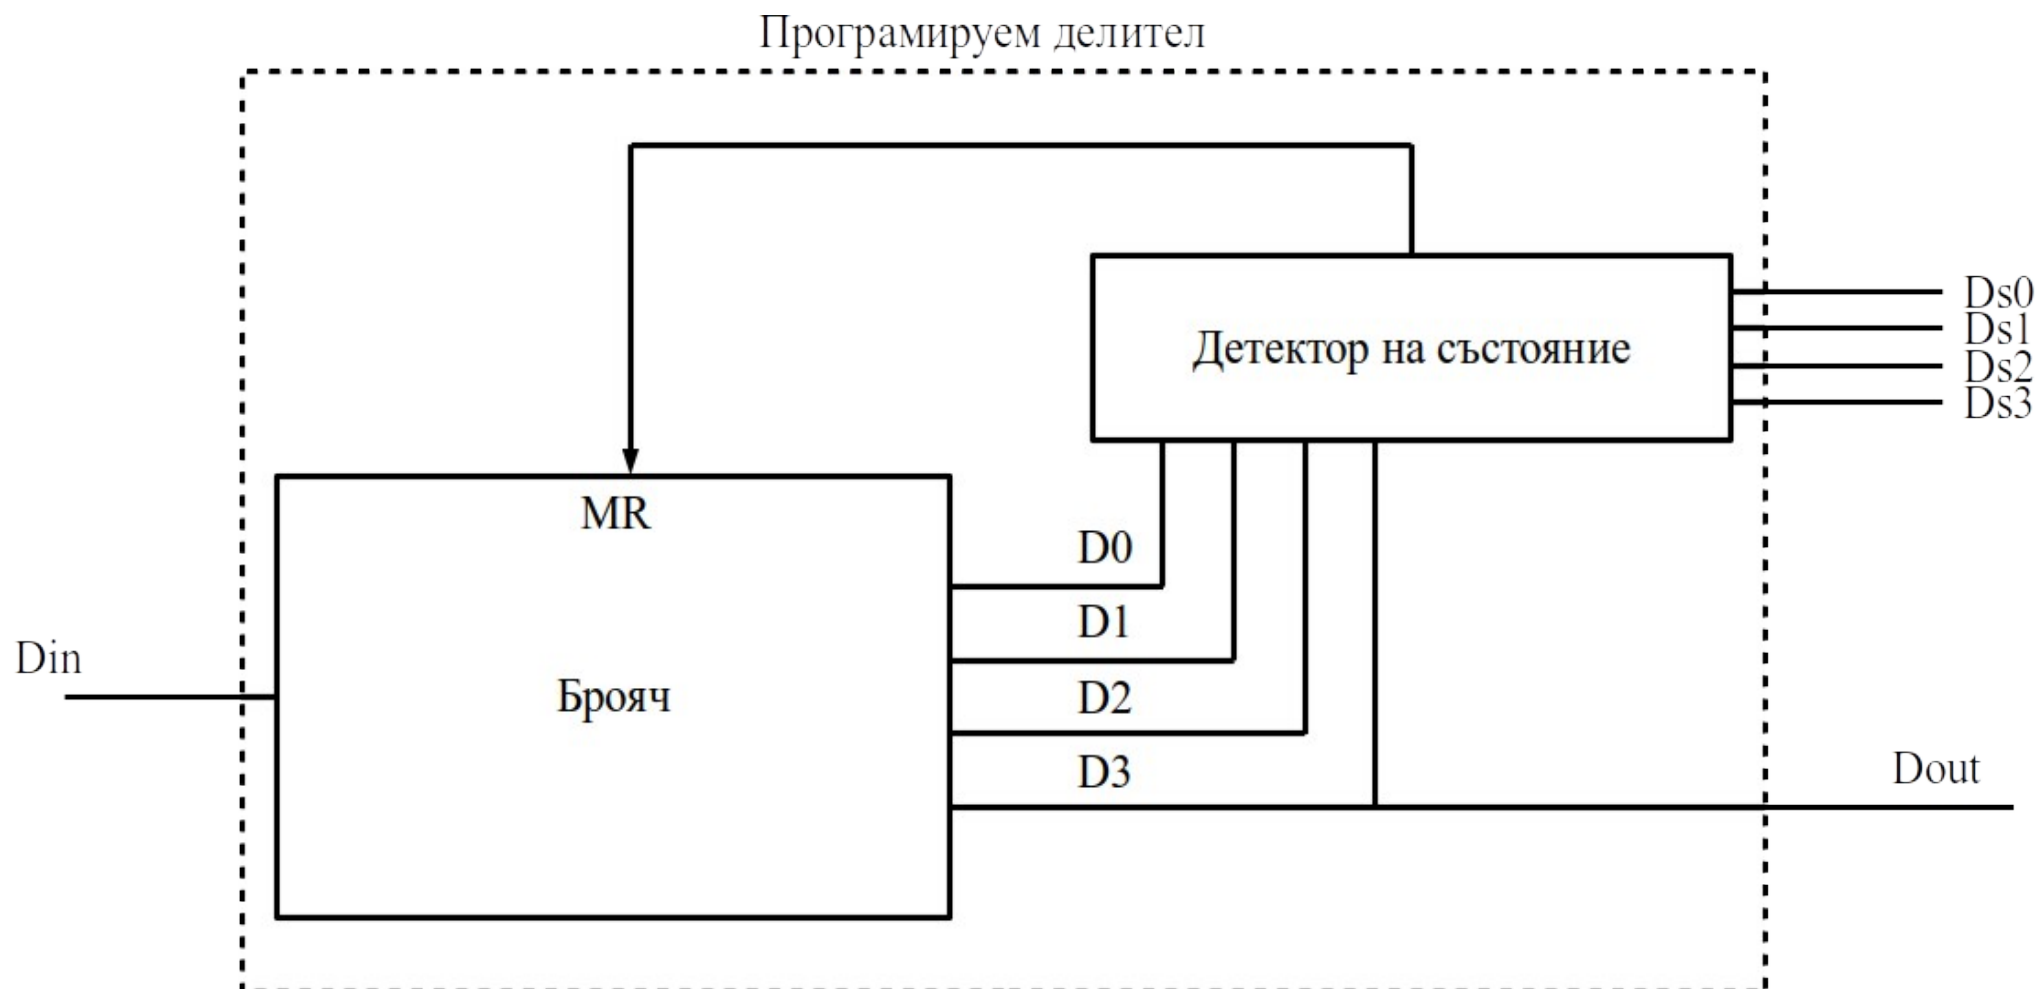 Програмируем делител
Ds0
Ds1
Ds2
Ds3
Детектор на състояние
MR
D0
D1
Din
Брояч
D2
D3
Dout